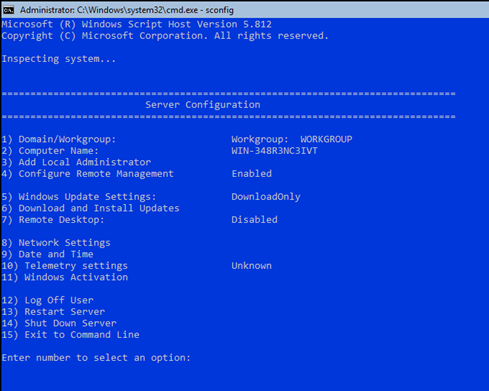 Administrator: C:\Windows\system32\cmd.exe - sconfig
Microsoft (R) Windows Script Host Version 5.812
Copyright (C) Microsoft Corporation. All rights reserved.
Inspecting system...
===============================================================================
Server Configuration
===============================================================================
1) Domain/Workgroup: Workgroup: WORKGROUP
2) Computer Name: WIN-348R3NC3IVT
3) Add Local Administrator
4) Configure Remote Management Enabled
5) Windows Update Settings: DownloadOnly
6) Download and Install Updates
7) Remote Desktop: Disabled
8) Network Settings
9) Date and Time
10) Telemetry settings Unknown
11) Windows Activation
12) Log Off User
13) Restart Server
14) Shut Down Server
15) Exit to Command Line
Enter number to select an option: